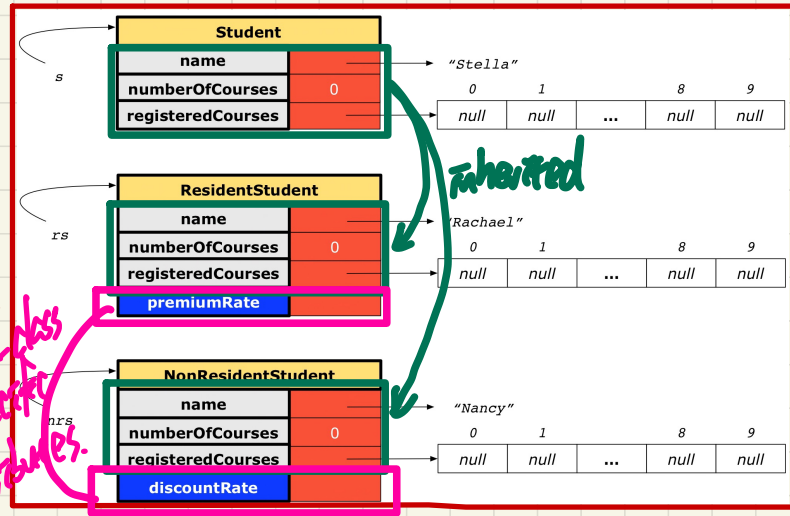 Student
s
name
"Stella"
numberOfCourses 0
0 1 8 9
registeredCourses
null null ... null null
inherited
ResidentStudent
rs
name
"Rachael"
numberOfCourses 0
0 1 8 9
registeredCourses
null null ... null null
premiumRate
NonResidentStudent
nrs
name
"Nancy"
numberOfCourses 0
0 1 8 9
registeredCourses
null null ... null null
discountRate